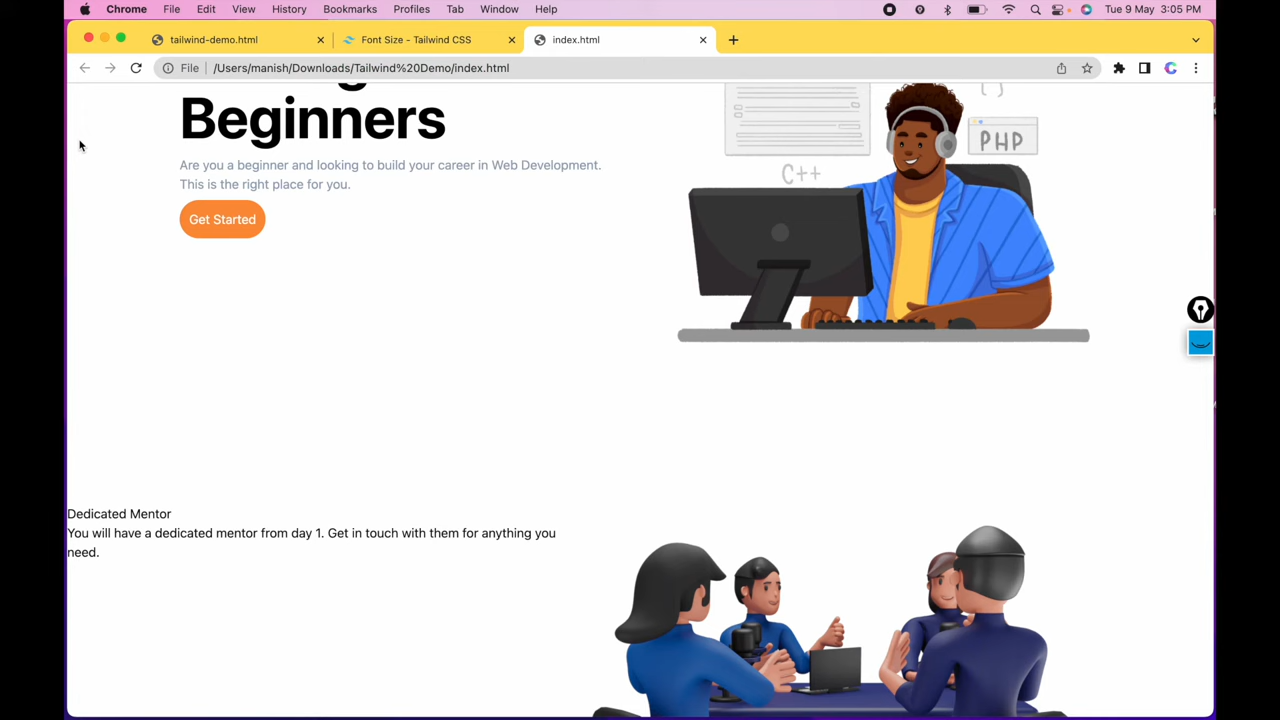 Chrome File Edit View History Bookmarks Profiles Tab Window Help Tue 9 May 3:05 PM
tailwind-demo.html Font Size - Tailwind CSS index.html
File /Users/manish/Downloads/Tailwind%20Demo/index.html
Beginners
PHP
Are you a beginner and looking to build your career in Web Development.
This is the right place for you.
C++
Get Started
Dedicated Mentor
You will have a dedicated mentor from day 1. Get in touch with them for anything you
need.